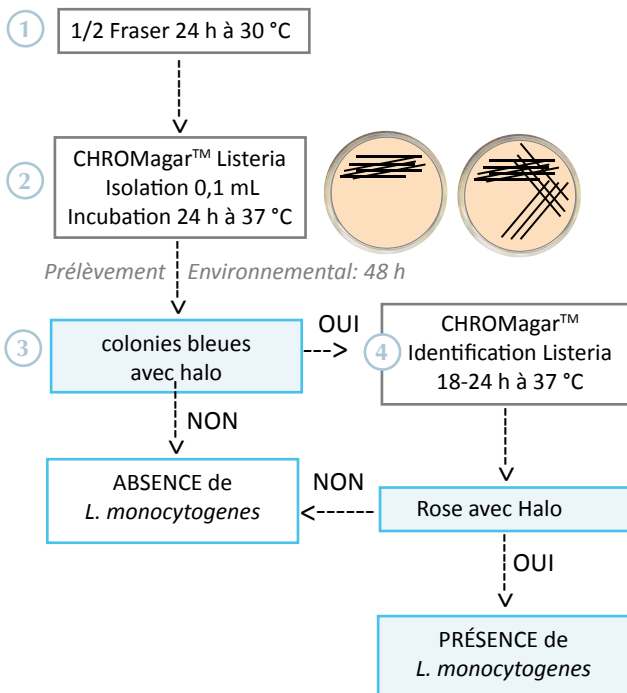 1
1/2 Fraser 24 h à 30 °C
2
CHROMagar™ Listeria
Isolation 0,1 mL
Incubation 24 h à 37 °C
Prélèvement Environnemental: 48 h
3
colonies bleues
avec halo
OUI
4
CHROMagar™
Identification Listeria
18-24 h à 37 °C
NON
ABSENCE de
L. monocytogenes
NON
Rose avec Halo
OUI
PRÉSENCE de
L. monocytogenes